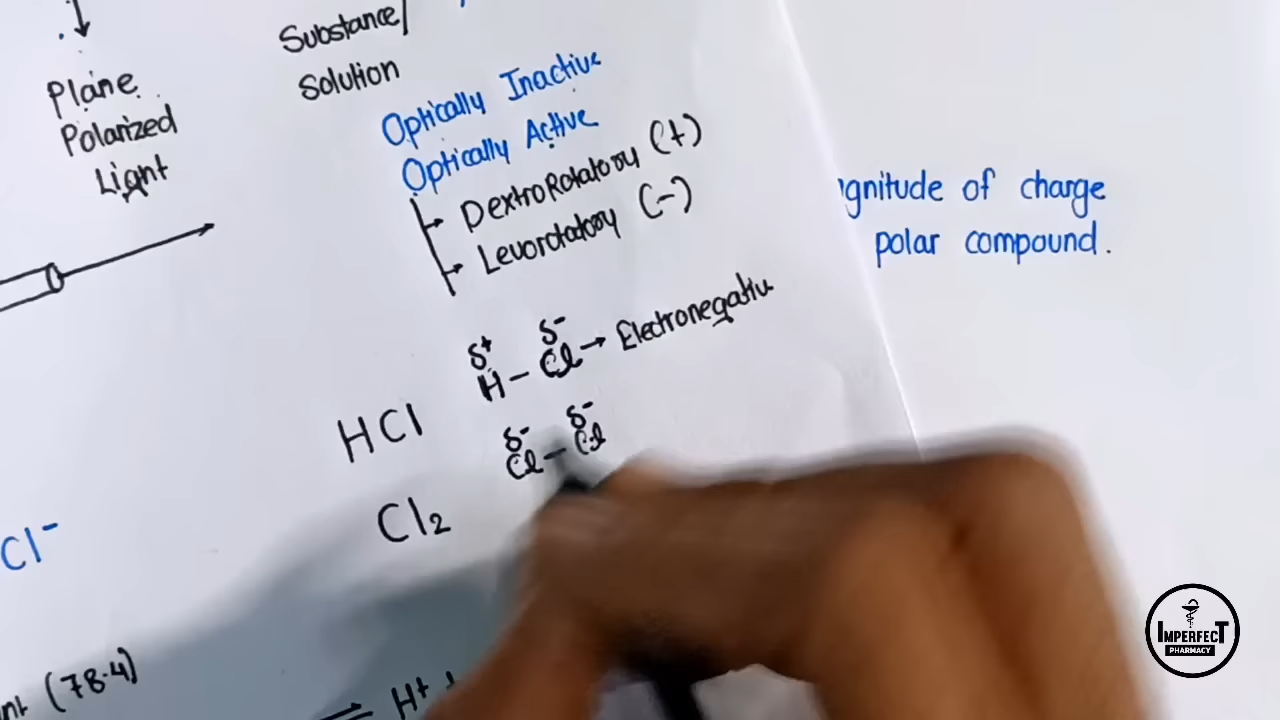 Substance/
Solution
Plane
Polarized
Light
Optically Inactive
Optically Active
DextroRotatory (+)
Levorotatory (-)
gnitude of charge
polar compound.
δ+ δ-
H - Cl → Electronegativ
HCl
δ- δ-
Cl - Cl
Cl2
Cl-
nt (78.4)
H+
IMPERFECT
PHARMACY